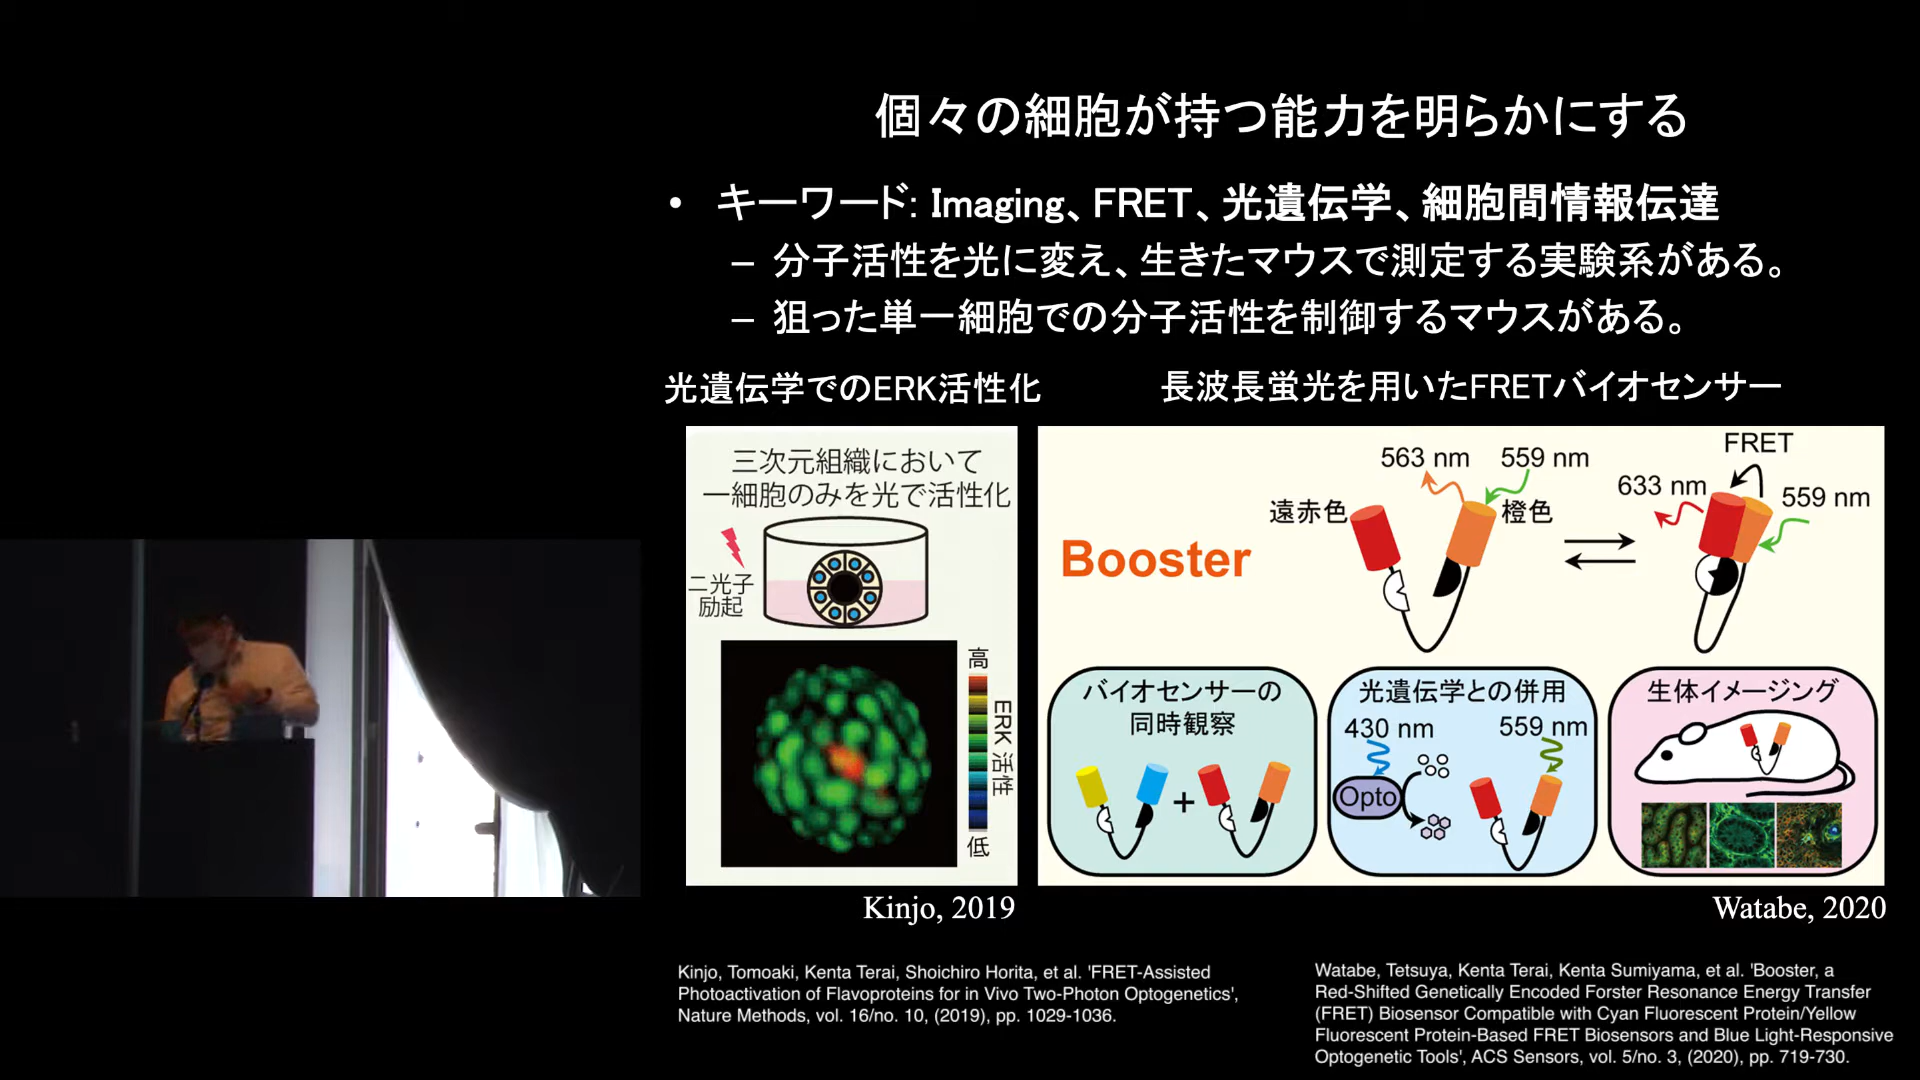 個々の細胞が持つ能力を明らかにする
• キーワード: Imaging、FRET、光遺伝学、細胞間情報伝達
– 分子活性を光に変え、生きたマウスで測定する実験系がある。
– 狙った単一細胞での分子活性を制御するマウスがある。
光遺伝学でのERK活性化
三次元組織において
一細胞のみを光で活性化
二光子
励起
高
ERK 活性
低
Kinjo, 2019
長波長蛍光を用いたFRETバイオセンサー
Booster
遠赤色
563 nm
559 nm
橙色
FRET
633 nm
559 nm
バイオセンサーの
同時観察
+
光遺伝学との併用
430 nm
559 nm
Opto
生体イメージング
Watabe, 2020
Kinjo, Tomoaki, Kenta Terai, Shoichiro Horita, et al. 'FRET-Assisted
Photoactivation of Flavoproteins for in Vivo Two-Photon Optogenetics',
Nature Methods, vol. 16/no. 10, (2019), pp. 1029-1036.
Watabe, Tetsuya, Kenta Terai, Kenta Sumiyama, et al. 'Booster, a
Red-Shifted Genetically Encoded Forster Resonance Energy Transfer
(FRET) Biosensor Compatible with Cyan Fluorescent Protein/Yellow
Fluorescent Protein-Based FRET Biosensors and Blue Light-Responsive
Optogenetic Tools', ACS Sensors, vol. 5/no. 3, (2020), pp. 719-730.